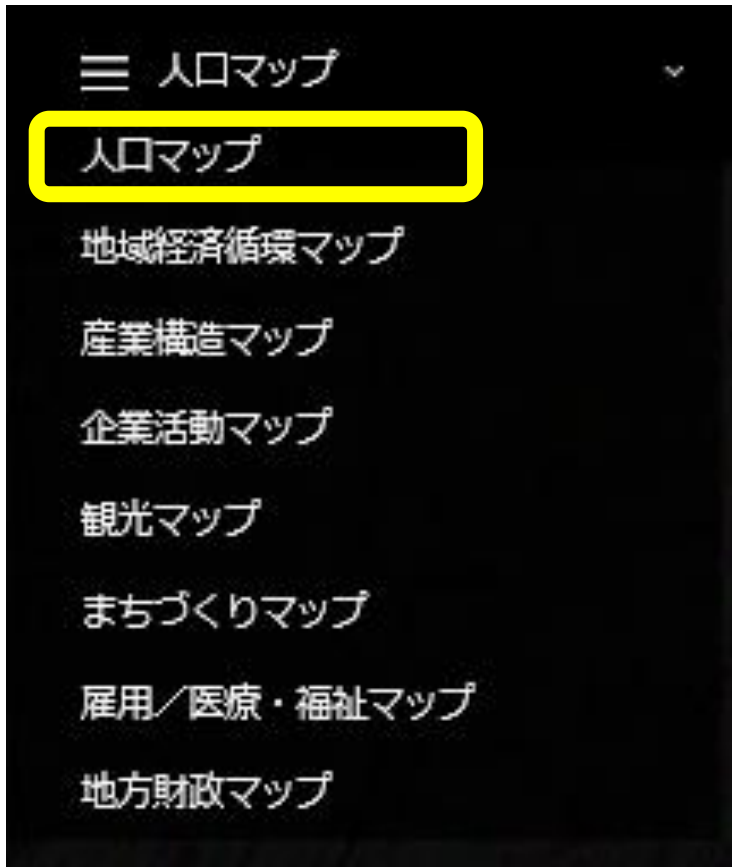 人口マップ
人口マップ
地域経済循環マップ
産業構造マップ
企業活動マップ
観光マップ
まちづくりマップ
雇用／医療・福祉マップ
地方財政マップ